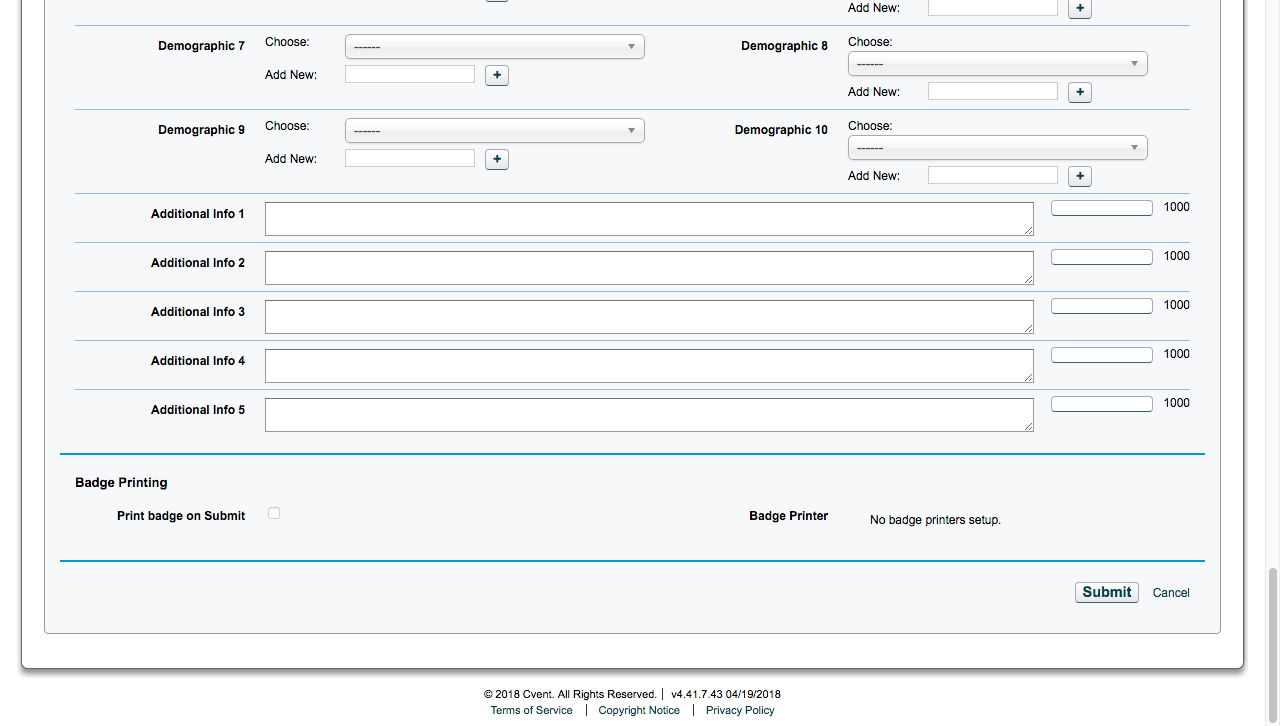 Add New: +
Demographic 7 Choose: ------ Demographic 8 Choose:
------
Add New: + Add New: +
Demographic 9 Choose: ------ Demographic 10 Choose:
------
Add New: + Add New: +
Additional Info 1 1000
Additional Info 2 1000
Additional Info 3 1000
Additional Info 4 1000
Additional Info 5 1000
Badge Printing
Print badge on Submit Badge Printer No badge printers setup.
Submit Cancel
© 2018 Cvent. All Rights Reserved. | v4.41.7.43 04/19/2018
Terms of Service | Copyright Notice | Privacy Policy